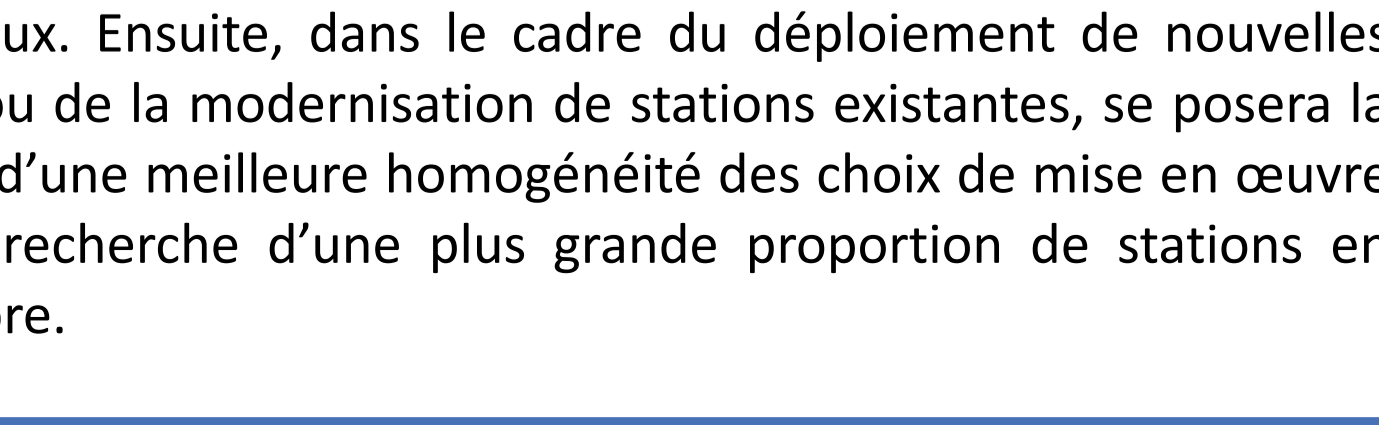 ux. Ensuite, dans le cadre du déploiement de nouvelles
ou de la modernisation de stations existantes, se posera la
d’une meilleure homogénéité des choix de mise en œuvre
recherche d’une plus grande proportion de stations en
re.